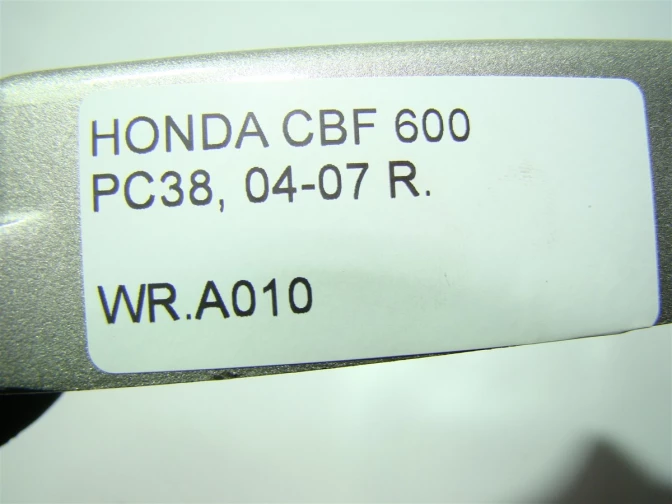 HONDA CBF 600
PC38, 04-07 R.
WR.A010